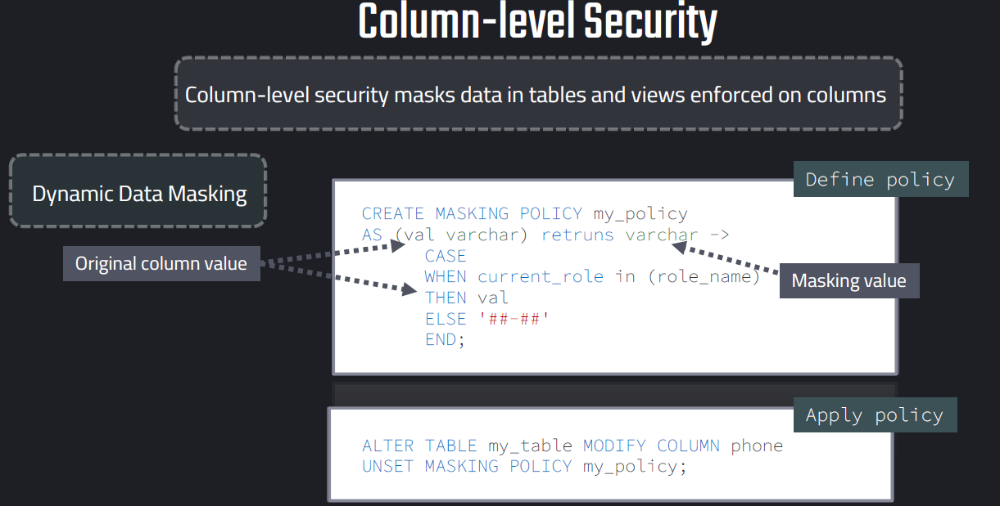 Column-level Security
Column-level security masks data in tables and views enforced on columns
Dynamic Data Masking
Define policy
CREATE MASKING POLICY my_policy
AS (val varchar) retruns varchar ->
CASE
WHEN current_role in (role_name)
THEN val
ELSE '##-##'
END;
Original column value
Masking value
Apply policy
ALTER TABLE my_table MODIFY COLUMN phone
UNSET MASKING POLICY my_policy;